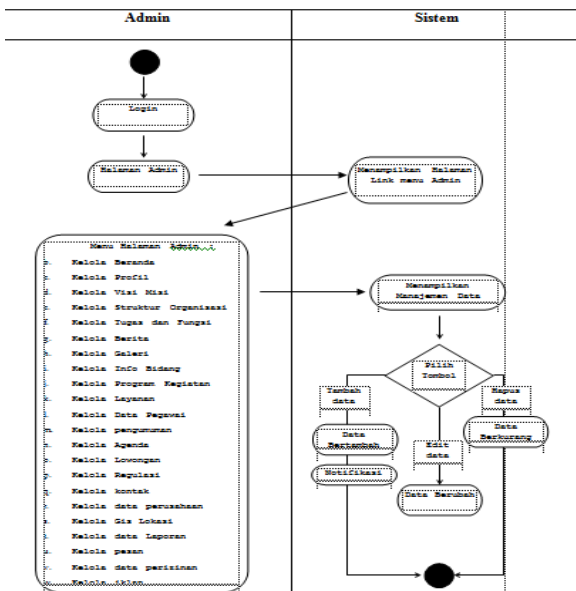 Admin
Sistem
Login
Halaman Admin
Menampilkan Halaman
Link menu Admin
Menu Halaman Admin :
Kelola Beranda
Kelola Profil
d. Kelola Visi Misi
Kelola Struktur Organisasi
f. Kelola Tugas dan Fungsi
g. Kelola Berita
Kelola Galeri
i. Kelola Info Bidang
j. Kelola Program Kegiatan
k. Kelola Layanan
l. Kelola Data Pegawai
m. Kelola pengumuman
n. Kelola Agenda
o. Kelola Lowongan
p. Kelola Regulasi
q. Kelola kontak
Kelola data perusahaan
s. Kelola Gis Lokasi
Kelola data Laporan
u. Kelola pesan
v. Kelola data perizinan
Kelola iklan
Menampilkan
Manajemen Data
Pilih
Tombol
Tambah
data
Hapus
data
Data
Bertambah
Edit
data
Data
Berkurang
Notifikasi
Data Berubah